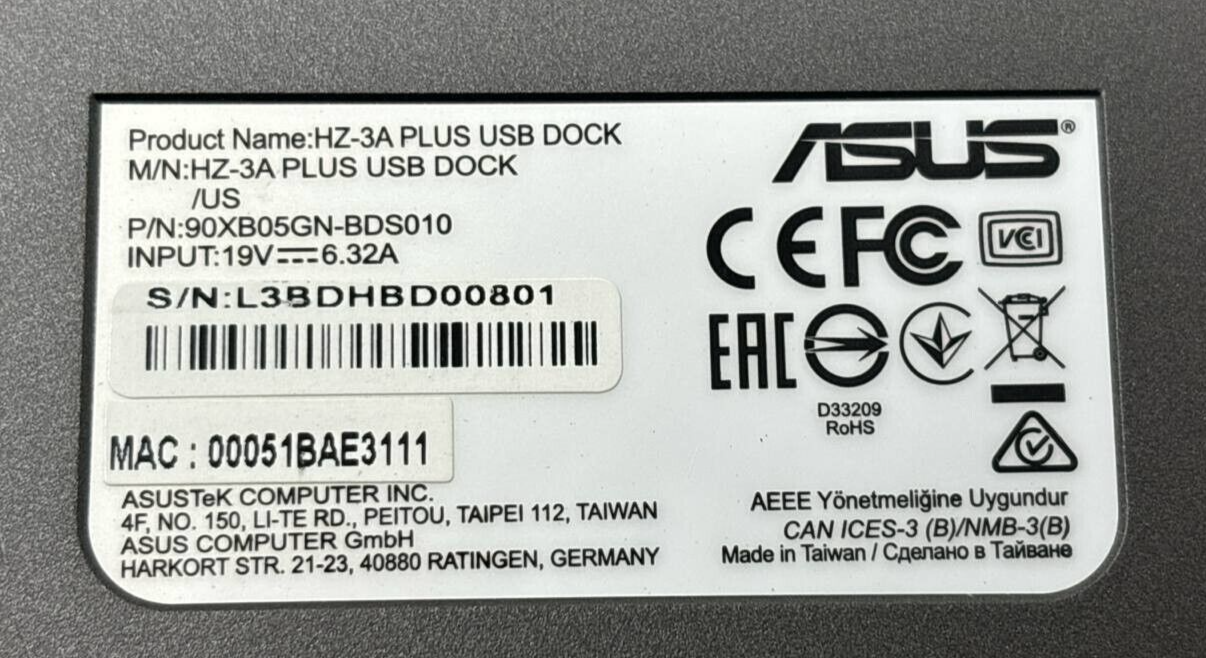 Product Name:HZ-3A PLUS USB DOCK
M/N:HZ-3A PLUS USB DOCK
/US
P/N:90XB05GN-BDS010
INPUT:19V⎓6.32A
S/N:L3BDHBD00801
MAC : 00051BAE3111
ASUSTeK COMPUTER INC.
4F, NO. 150, LI-TE RD., PEITOU, TAIPEI 112, TAIWAN
ASUS COMPUTER GmbH
HARKORT STR. 21-23, 40880 RATINGEN, GERMANY
ASUS®
CE FC VCI
EAC
D33209
RoHS
AEEE Yönetmeliğine Uygundur
CAN ICES-3 (B)/NMB-3(B)
Made in Taiwan / Сделано в Тайване